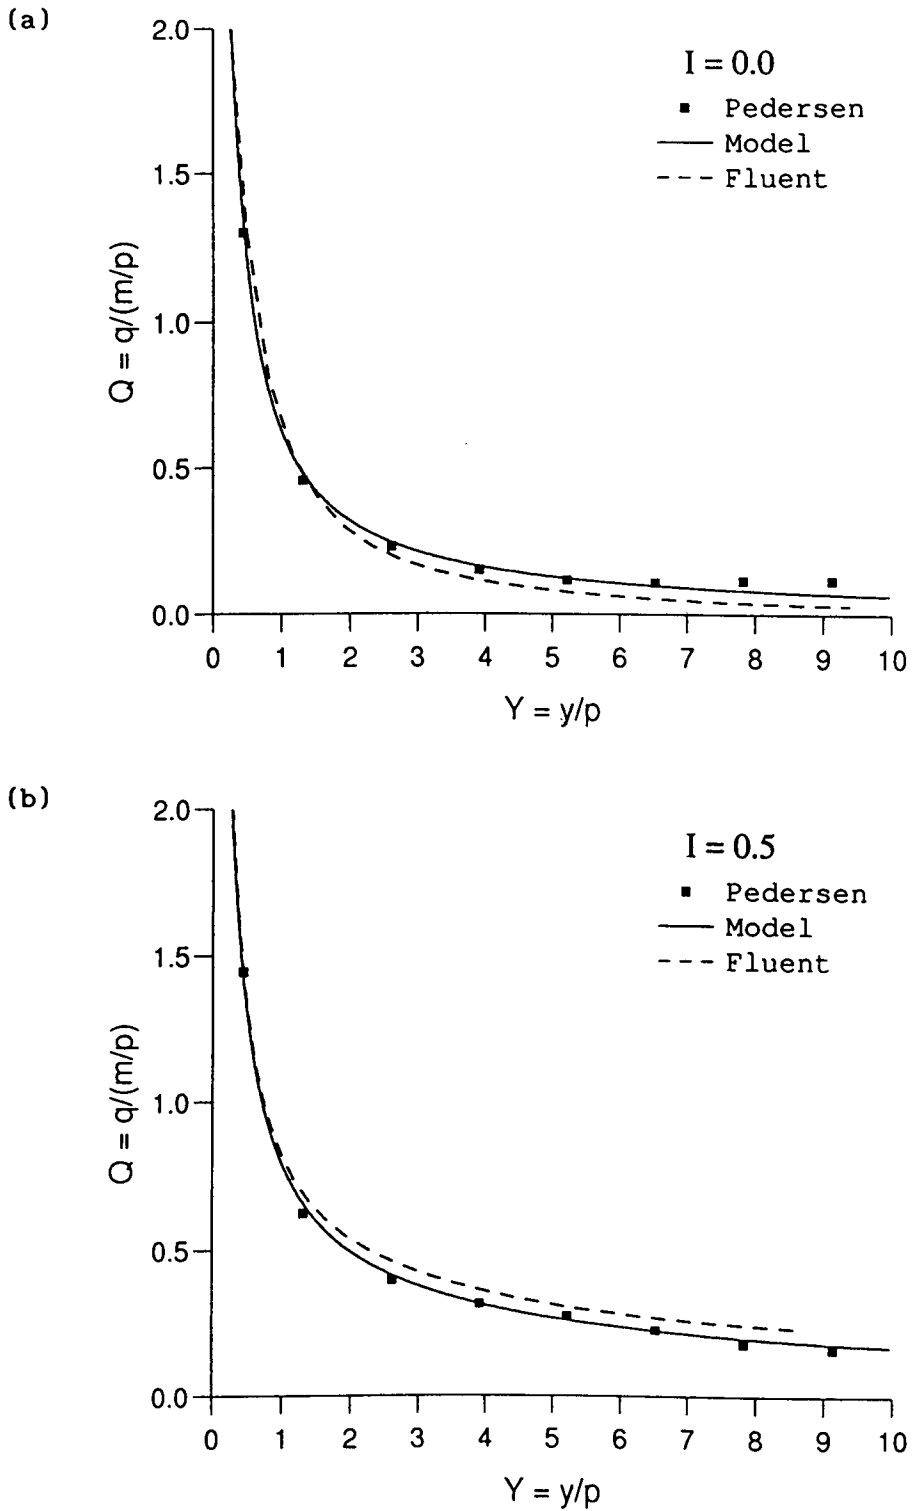 (a)
I = 0.0
Pedersen
Model
Fluent
2.0
1.5
1.0
0.5
0.0
Q = q/(m/p)
0 1 2 3 4 5 6 7 8 9 10
Y = y/p
(b)
I = 0.5
Pedersen
Model
Fluent
2.0
1.5
1.0
0.5
0.0
Q = q/(m/p)
0 1 2 3 4 5 6 7 8 9 10
Y = y/p